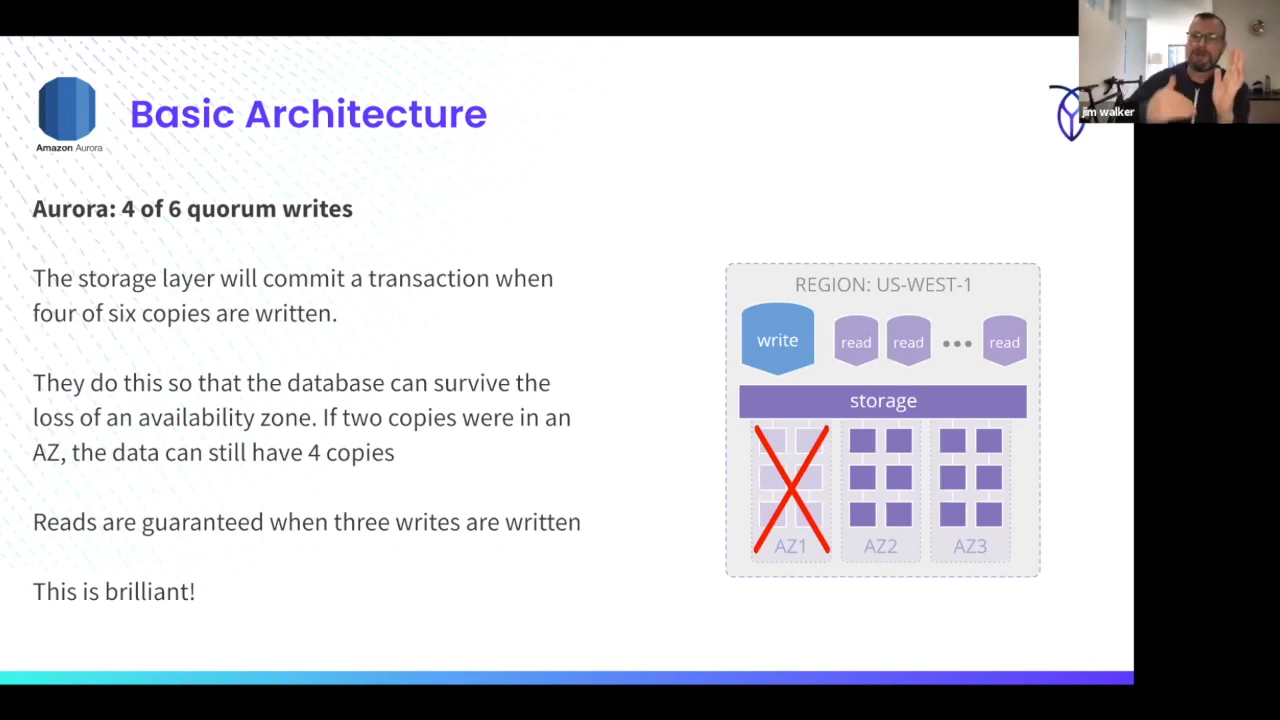 Amazon Aurora
Basic Architecture
jim walker
Aurora: 4 of 6 quorum writes
The storage layer will commit a transaction when
four of six copies are written.
They do this so that the database can survive the
loss of an availability zone. If two copies were in an
AZ, the data can still have 4 copies
Reads are guaranteed when three writes are written
This is brilliant!
REGION: US-WEST-1
write
read
read
read
storage
AZ1
AZ2
AZ3